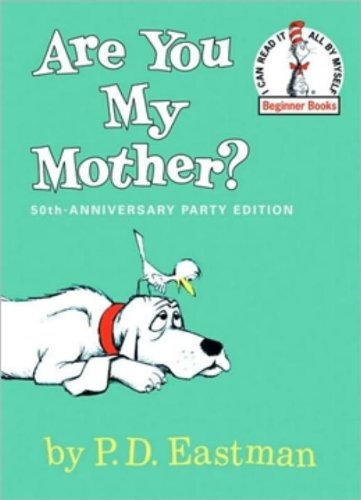 Are You
My
Mother?
50th-ANNIVERSARY PARTY EDITION
I CAN READ IT ALL BY MYSELF
Beginner Books
by P.D. Eastman